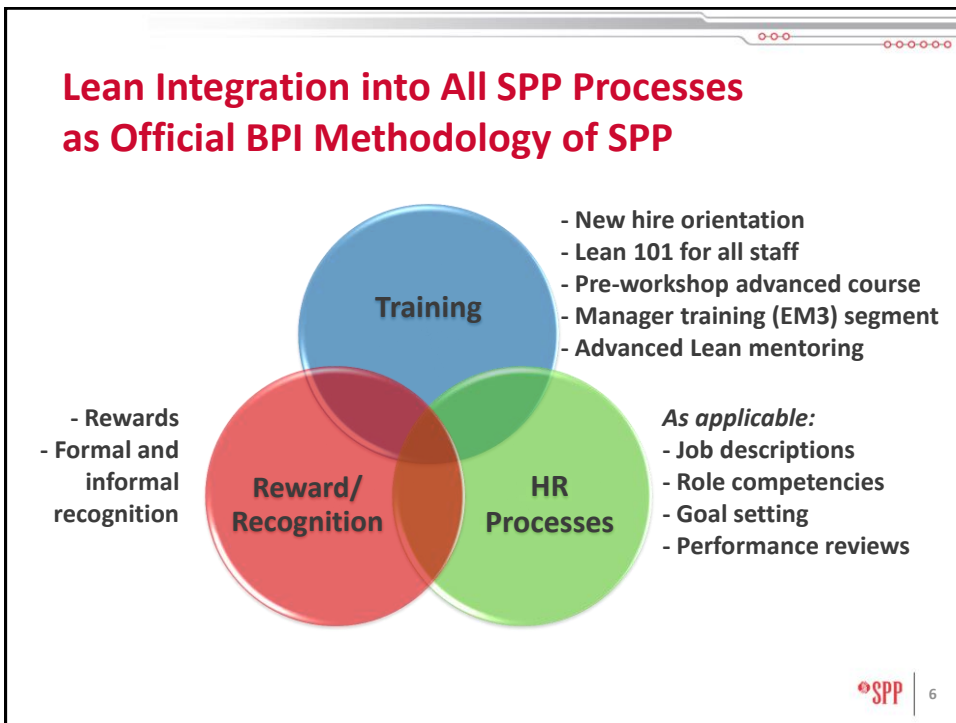 Lean Integration into All SPP Processes
as Official BPI Methodology of SPP
Training
- New hire orientation
- Lean 101 for all staff
- Pre-workshop advanced course
- Manager training (EM3) segment
- Advanced Lean mentoring
- Rewards
- Formal and
informal
recognition
Reward/
Recognition
HR
Processes
As applicable:
- Job descriptions
- Role competencies
- Goal setting
- Performance reviews
SPP
6